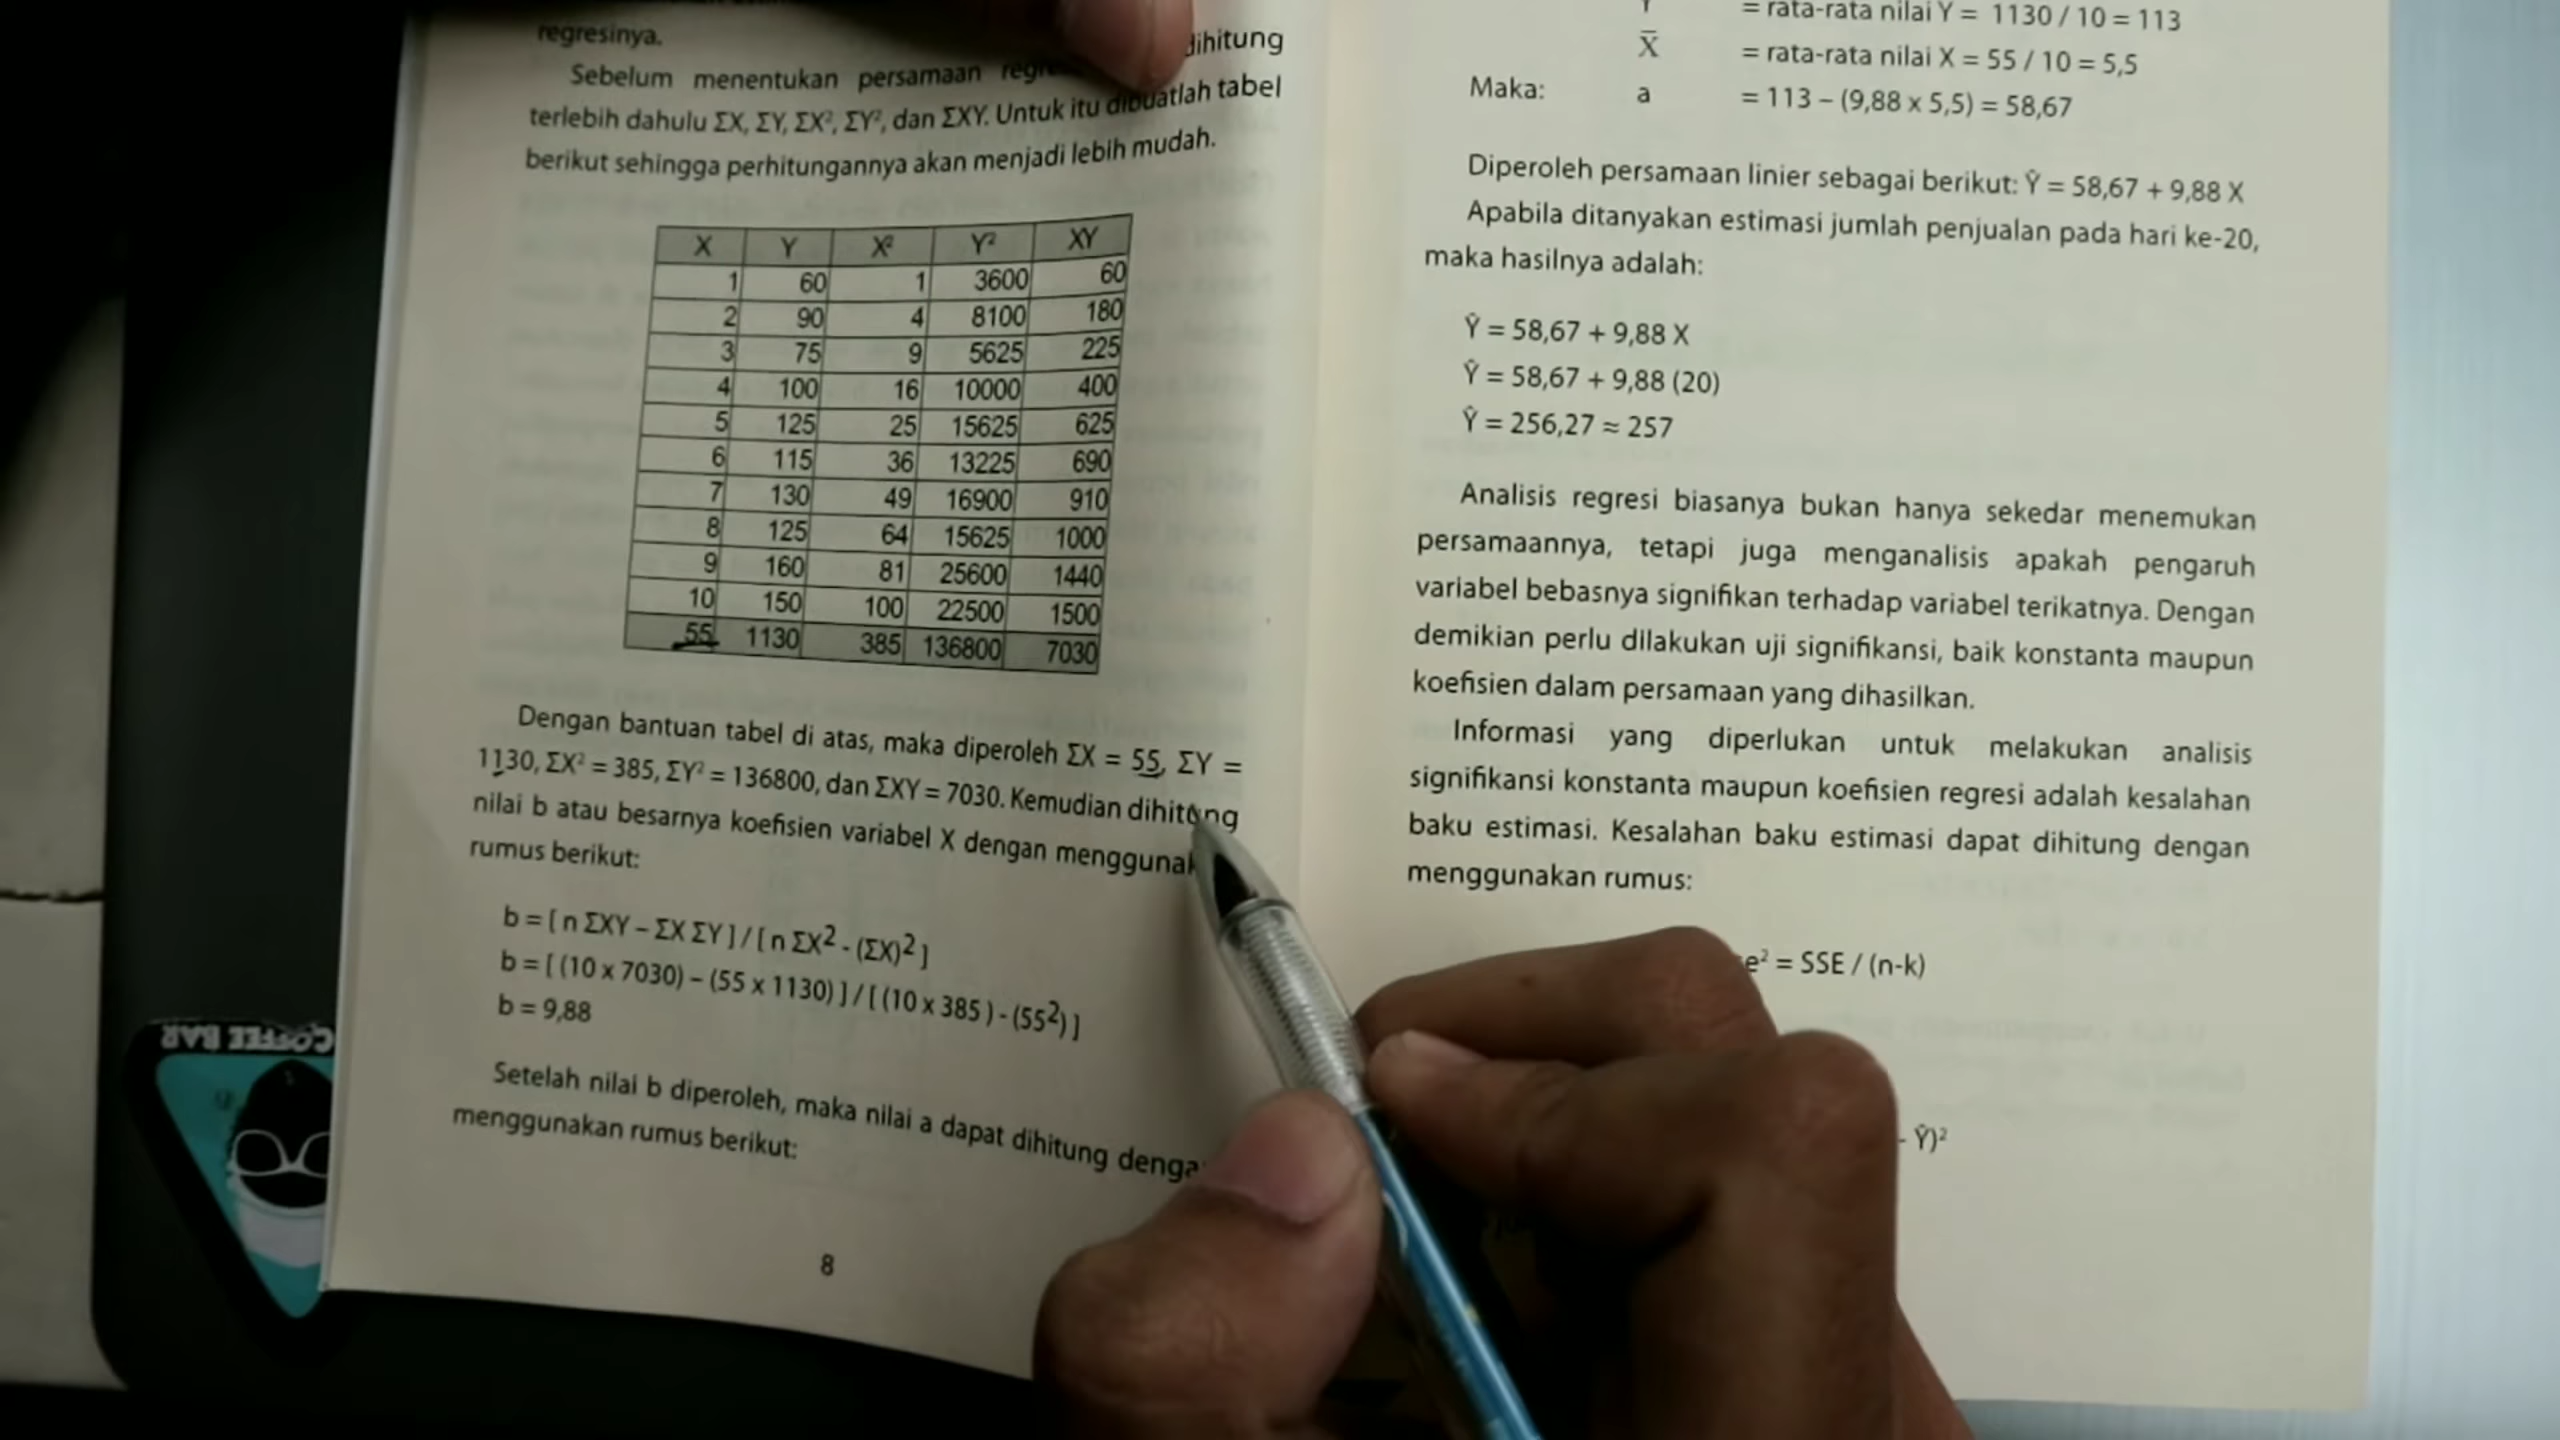 regresinya.
dihitung
Sebelum menentukan persamaan
terlebih dahulu ΣX, ΣY, ΣX², ΣY², dan ΣXY. Untuk itu dibuatlah tabel
berikut sehingga perhitungannya akan menjadi lebih mudah.
X Y X² Y² XY
1 60 1 3600 60
2 90 4 8100 180
3 75 9 5625 225
4 100 16 10000 400
5 125 25 15625 625
6 115 36 13225 690
7 130 49 16900 910
8 125 64 15625 1000
9 160 81 25600 1440
10 150 100 22500 1500
55 1130 385 136800 7030
Dengan bantuan tabel di atas, maka diperoleh ΣX = 55, ΣY =
1130, ΣX² = 385, ΣY² = 136800, dan ΣXY = 7030. Kemudian dihitung
nilai b atau besarnya koefisien variabel X dengan
rumus berikut:
b = [ n ΣXY – ΣX ΣY ] / [ n ΣX2 - (ΣX)2 ]
b = [ (10 x 7030) – (55 x 1130) ] / [ (10 x 385 ) - (552) ]
b = 9,88
Setelah nilai b diperoleh, maka nilai a dapat dihitung
menggunakan rumus berikut:
8
= rata-rata nilai Y = 1130 / 10 = 113
X̄ = rata-rata nilai X = 55 / 10 = 5,5
Maka: a = 113 – (9,88 x 5,5) = 58,67
Diperoleh persamaan linier sebagai berikut: Ŷ = 58,67 + 9,88 X
Apabila ditanyakan estimasi jumlah penjualan pada hari ke-20,
maka hasilnya adalah:
Ŷ = 58,67 + 9,88 X
Ŷ = 58,67 + 9,88 (20)
Ŷ = 256,27 ≈ 257
Analisis regresi biasanya bukan hanya sekedar menemukan
persamaannya, tetapi juga menganalisis apakah pengaruh
variabel bebasnya signifikan terhadap variabel terikatnya. Dengan
demikian perlu dilakukan uji signifikansi, baik konstanta maupun
koefisien dalam persamaan yang dihasilkan.
Informasi yang diperlukan untuk melakukan analisis
signifikansi konstanta maupun koefisien regresi adalah kesalahan
baku estimasi. Kesalahan baku estimasi dapat dihitung dengan
menggunakan rumus:
e² = SSE / (n-k)
- Ŷ)²
COFFEE BAR